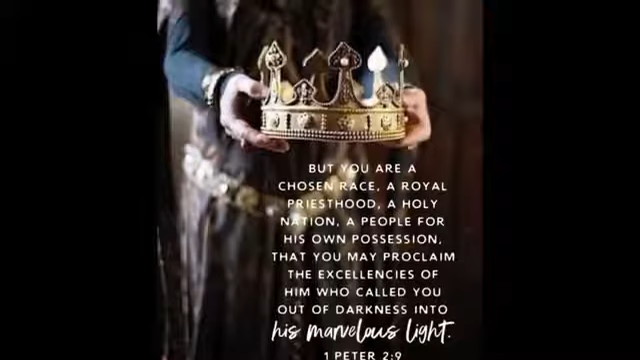 BUT YOU ARE A
CHOSEN RACE, A ROYAL
PRIESTHOOD, A HOLY
NATION, A PEOPLE FOR
HIS OWN POSSESSION,
THAT YOU MAY PROCLAIM
THE EXCELLENCIES OF
HIM WHO CALLED YOU
OUT OF DARKNESS INTO
his marvelous light.
1 PETER 2:9